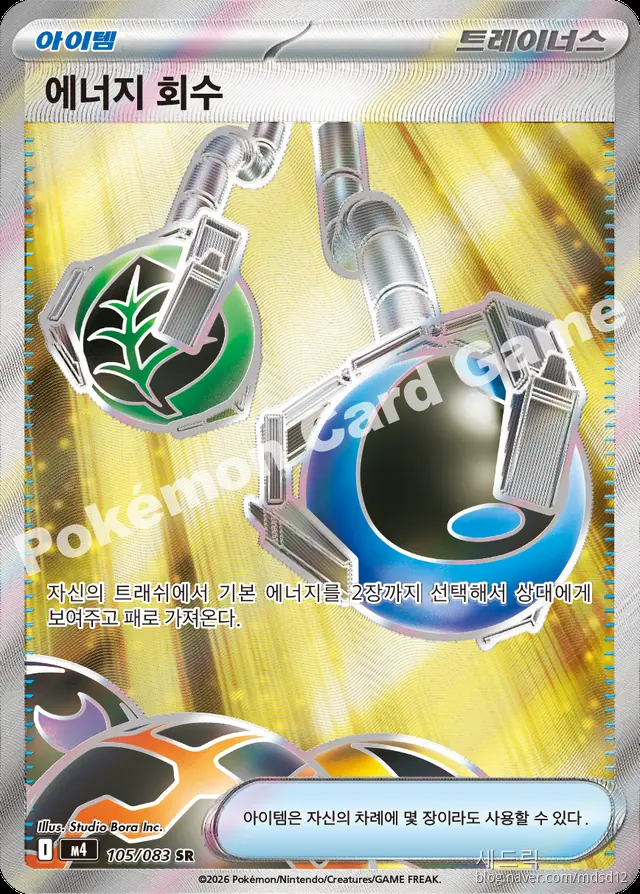 아이템 트레이너스
에너지 회수
Pokémon Card Game
자신의 트래쉬에서 기본 에너지를 2장까지 선택해서 상대에게
보여주고 패로 가져온다.
Illus. Studio Bora Inc.
아이템은 자신의 차례에 몇 장이라도 사용할 수 있다.
I M4 105/083 SR
©2026 Pokémon/Nintendo/Creatures/GAME FREAK.
세드릭
blog.naver.com/mdsd12